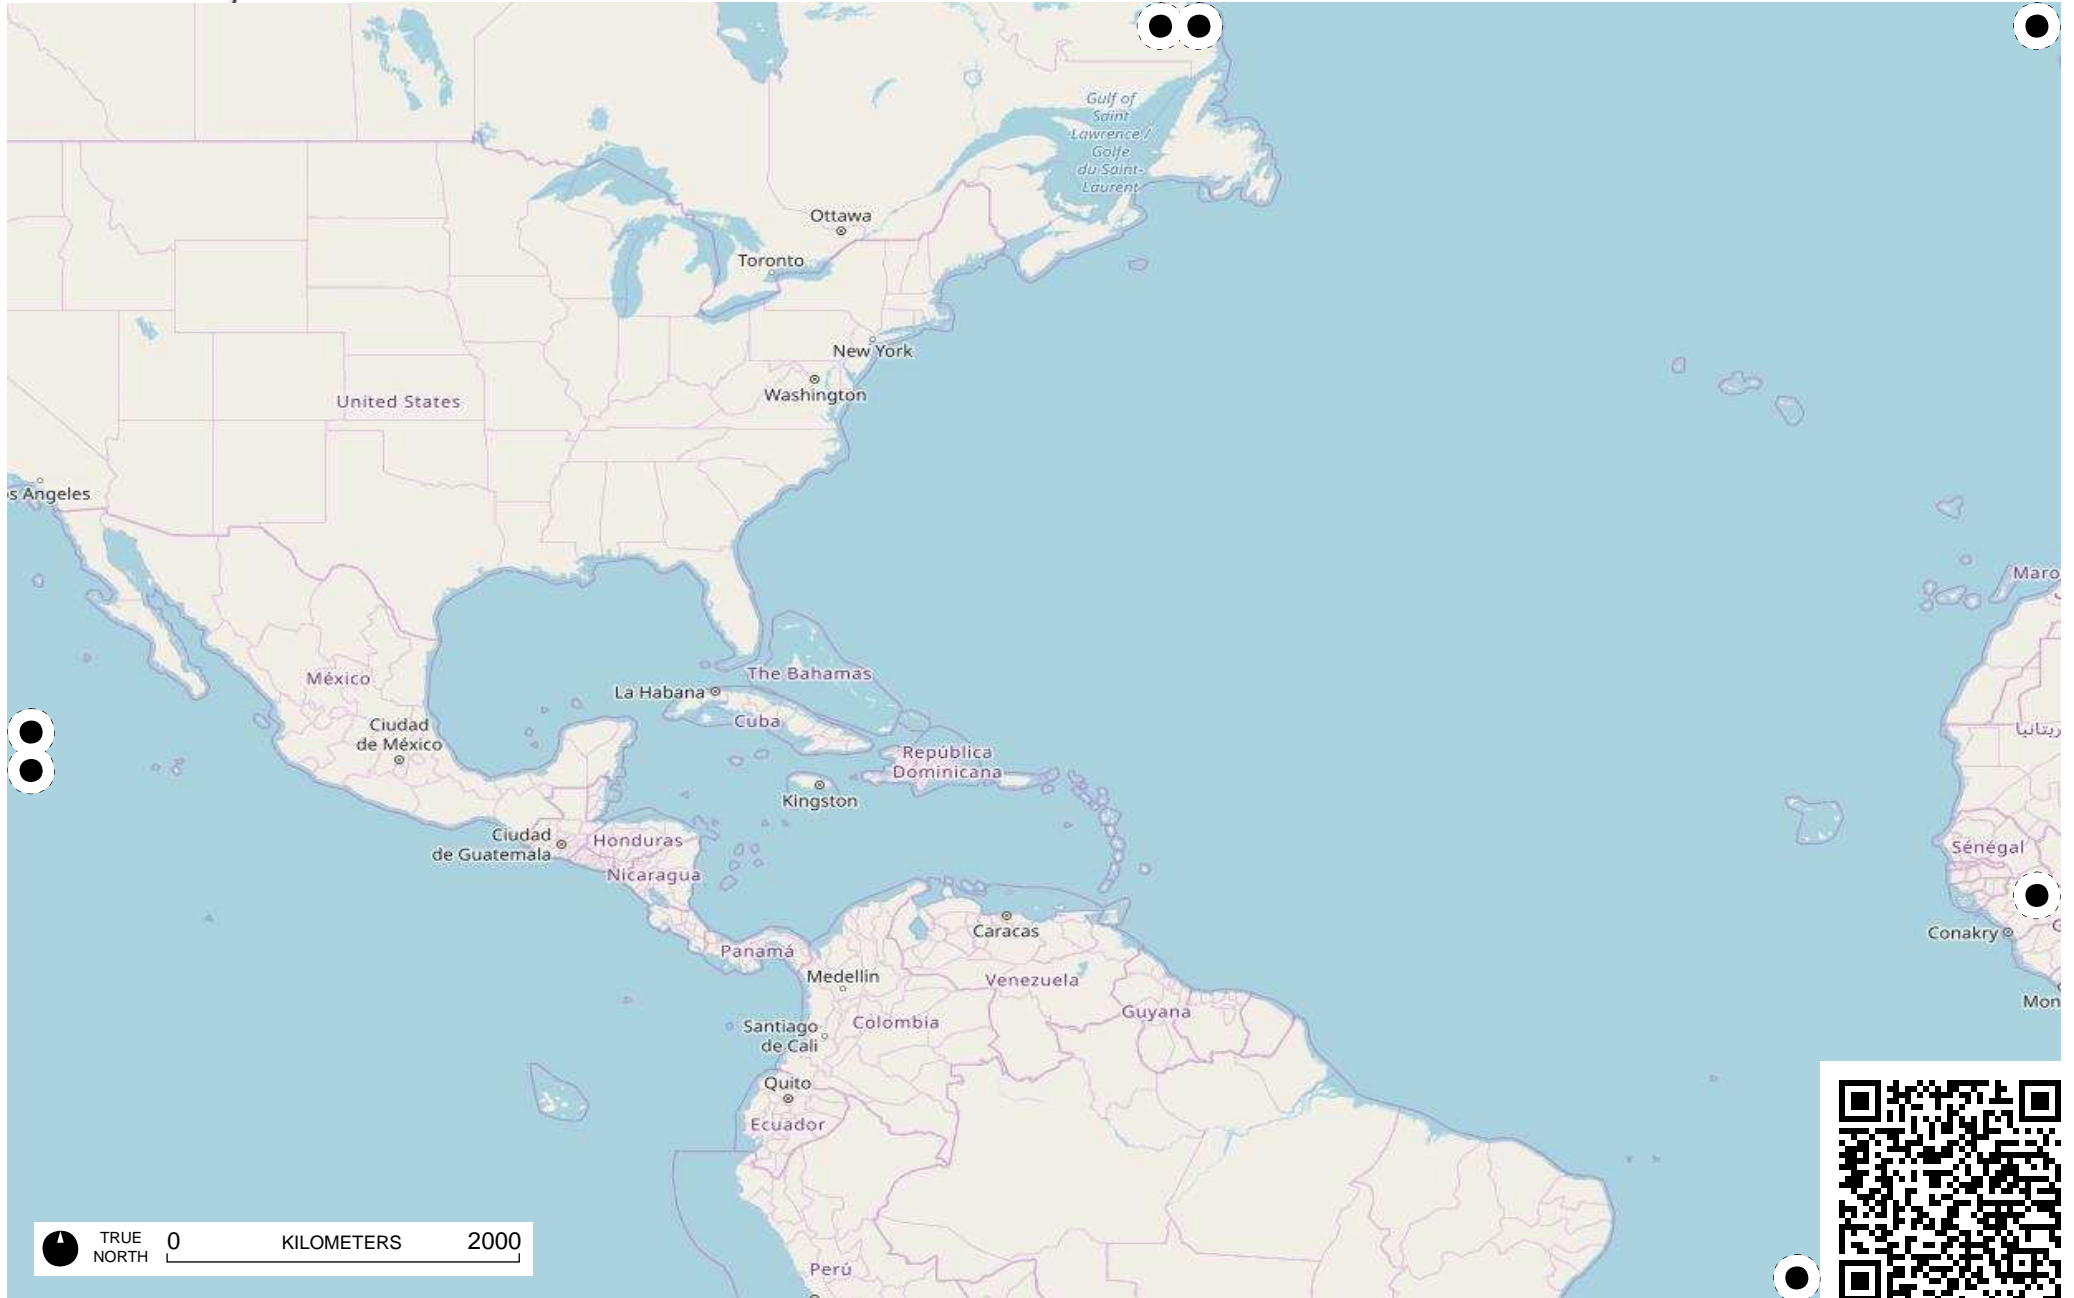 Gulf of
Saint
Lawrence /
Golfe
du Saint-
Laurent
Ottawa
Toronto
New York
Washington
United States
s Angeles
Maro
The Bahamas
México
La Habana
Cuba
Ciudad
de México
República
Dominicana
Kingston
Ciudad
de Guatemala
Honduras
Nicaragua
Sénégal
Caracas
Conakry
Panamá
Medellín
Venezuela
Mon
Guyana
Santiago
de Cali
Colombia
Quito
Ecuador
Perú
TRUE
NORTH
0 KILOMETERS 2000